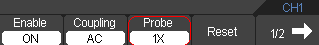 CH1
Enable Coupling Probe Reset 1/2
ON AC 1X